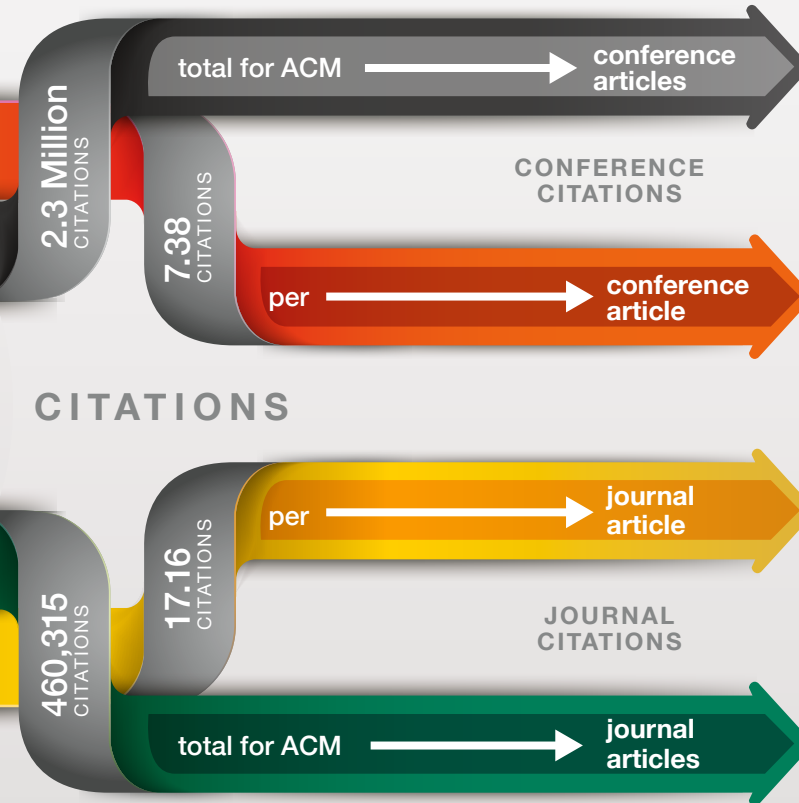 2.3 Million
CITATIONS
total for ACM
conference
articles
CONFERENCE
CITATIONS
7.38
CITATIONS
per
conference
article
CITATIONS
17.16
CITATIONS
per
journal
article
JOURNAL
CITATIONS
460,315
CITATIONS
total for ACM
journal
articles